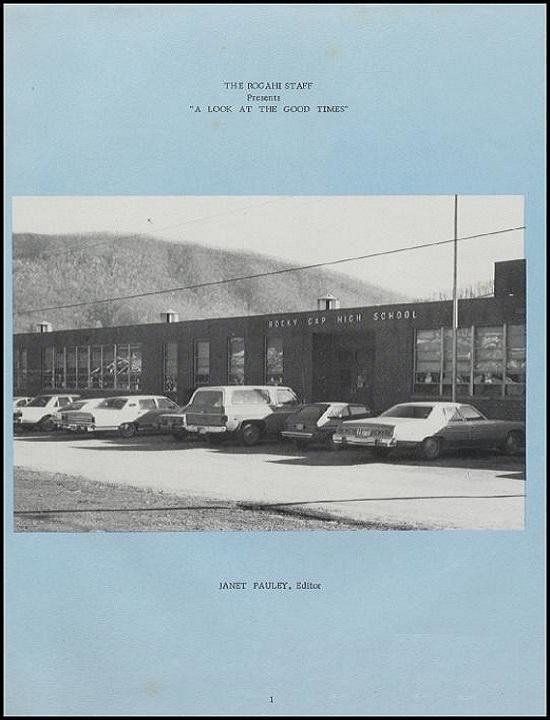 THE ROGAHI STAFF
Presents
"A LOOK AT THE GOOD TIMES"
ROCKY GAP HIGH SCHOOL
JANET PAULEY, Editor
1